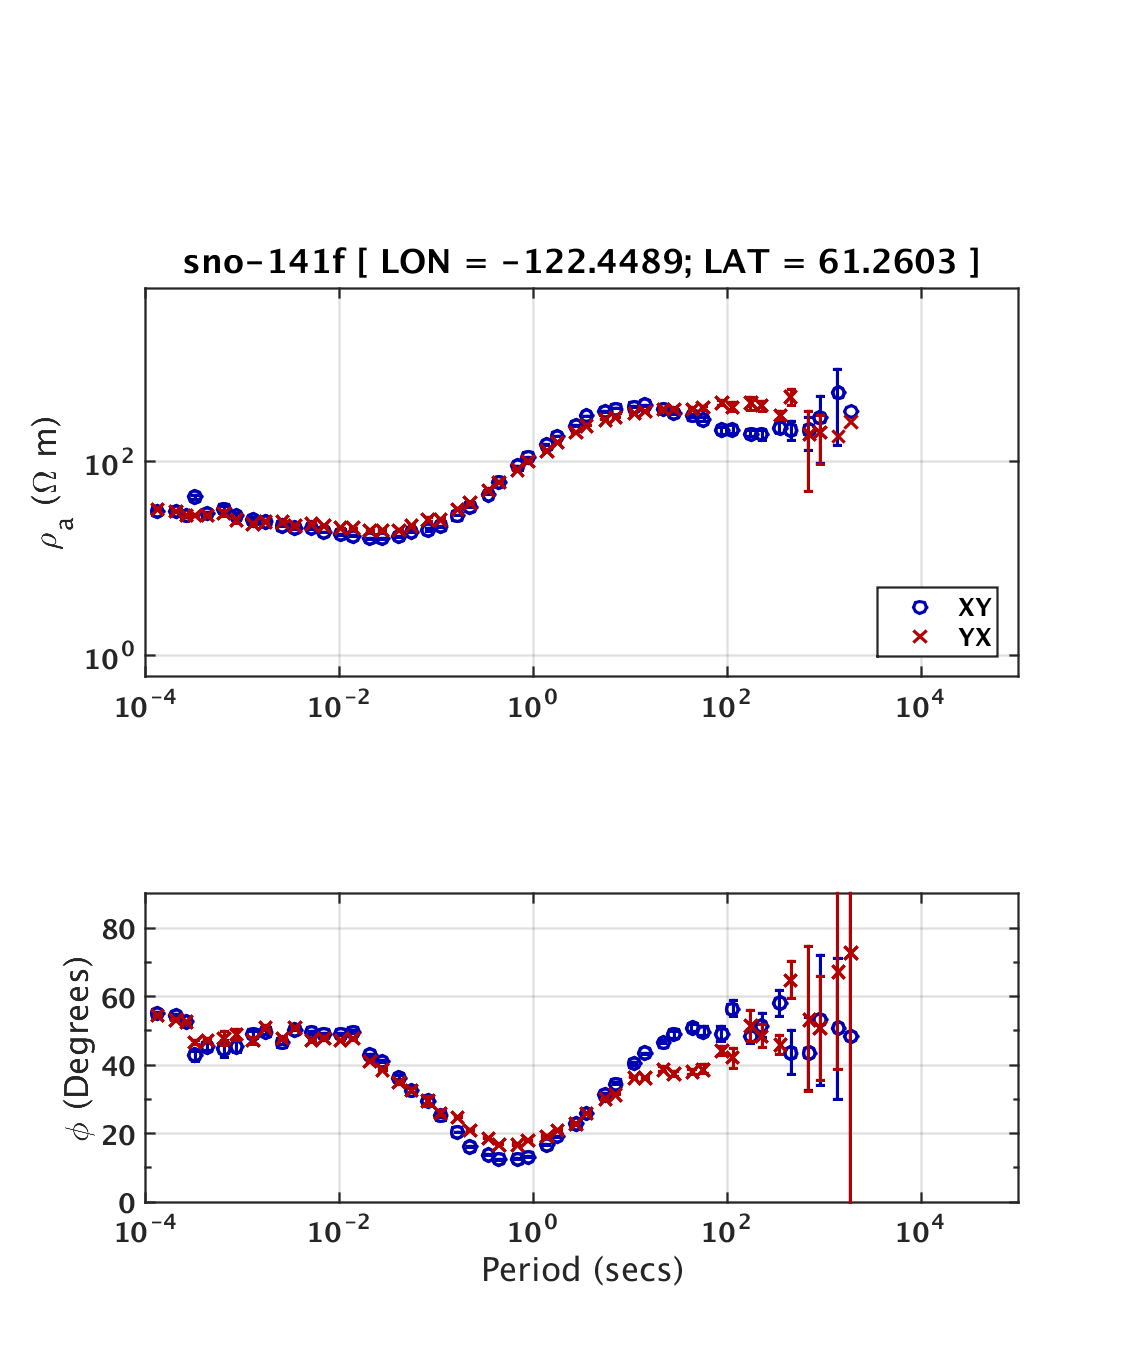 sno-141f [ LON = -122.4489; LAT = 61.2603 ]
ρa (Ω m)
10^2
10^0
XY
YX
10^-4 10^-2 10^0 10^2 10^4
ϕ (Degrees)
80
60
40
20
0
10^-4 10^-2 10^0 10^2 10^4
Period (secs)